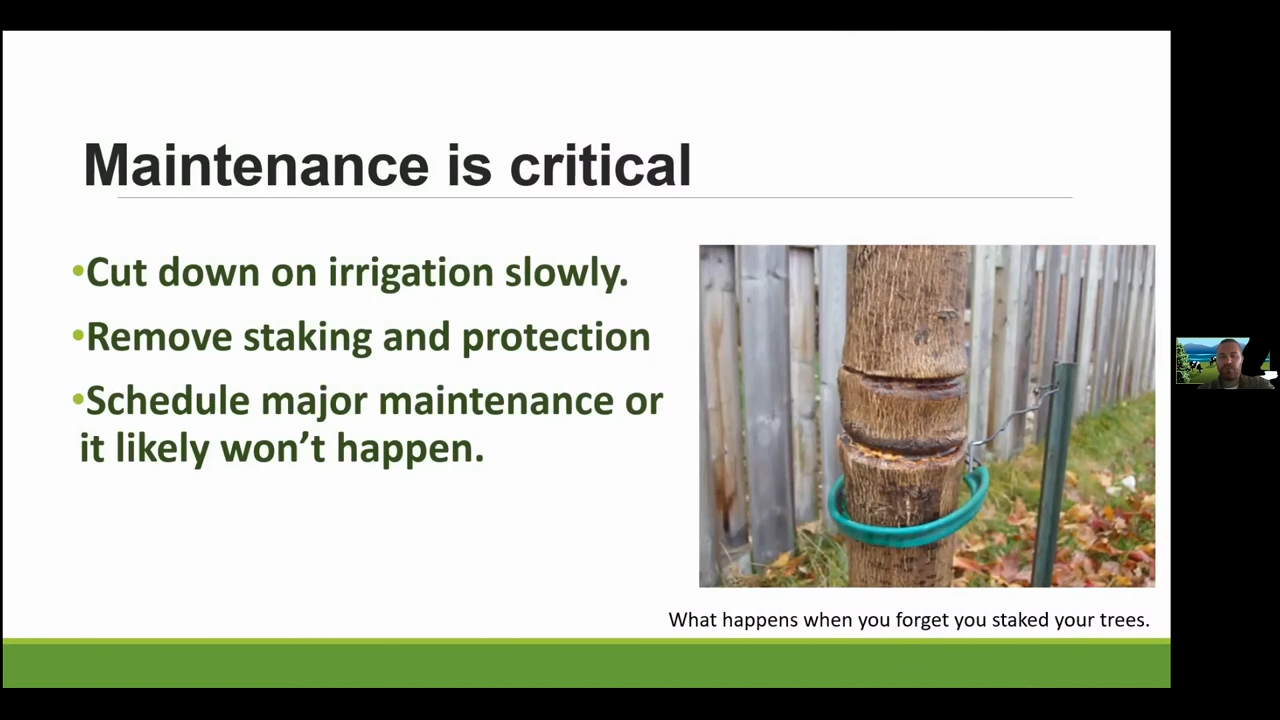 Maintenance is critical
•Cut down on irrigation slowly.
•Remove staking and protection
•Schedule major maintenance or
it likely won’t happen.
What happens when you forget you staked your trees.